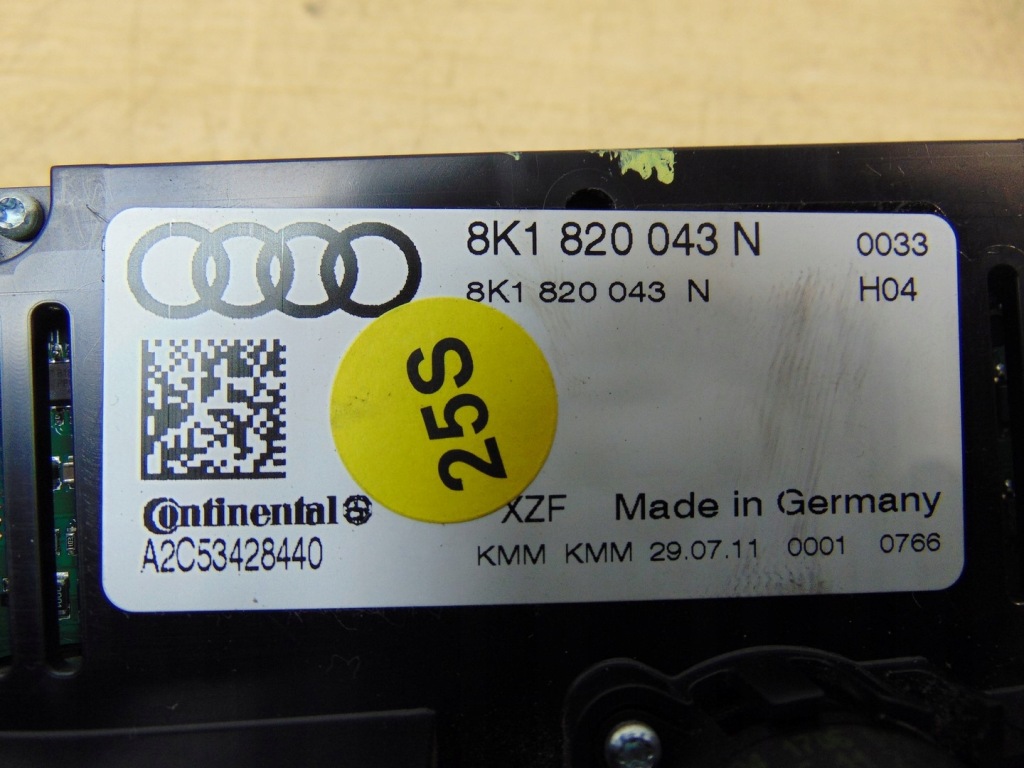 8K1 820 043 N 0033
8K1 820 043 N H04
25S
Continental
XZF Made in Germany
A2C53428440
KMM KMM 29.07.11 0001 0766